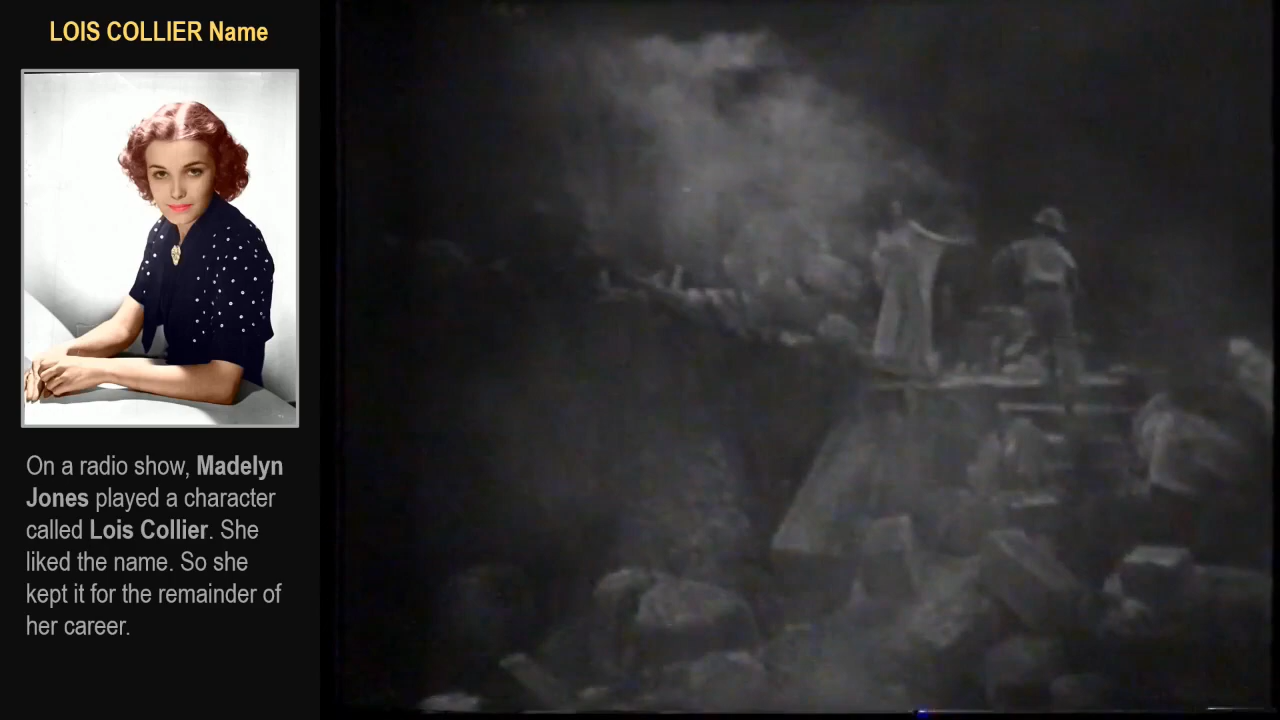 LOIS COLLIER Name
On a radio show, Madelyn
Jones played a character
called Lois Collier. She
liked the name. So she
kept it for the remainder of
her career.